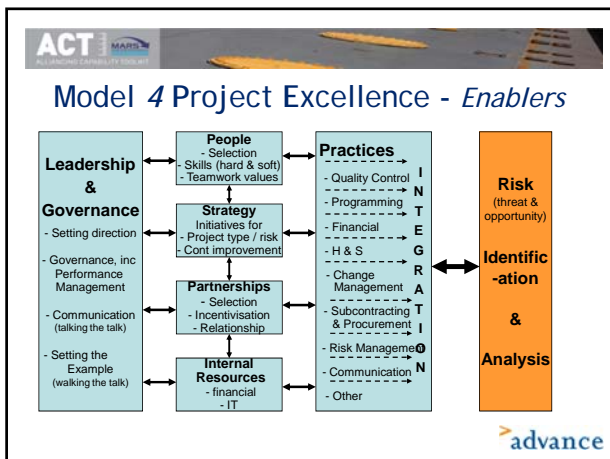 ACT
MARS
ALLIANCING CAPABILITY TOOLKIT
Model 4 Project Excellence - Enablers
Leadership
&
Governance
- Setting direction
- Governance, inc
Performance
Management
- Communication
(talking the talk)
- Setting the
Example
(walking the talk)
People
- Selection
- Skills (hard & soft)
- Teamwork values
Strategy
Initiatives for
- Project type / risk
- Cont improvement
Partnerships
- Selection
- Incentivisation
- Relationship
Internal
Resources
- financial
- IT
Practices
- Quality Control
- Programming
- Financial
- H & S
- Change
Management
- Subcontracting
& Procurement
- Risk Management
- Communication
- Other
INTEGRATION
Risk
(threat &
opportunity)
Identific
-ation
&
Analysis
>advance